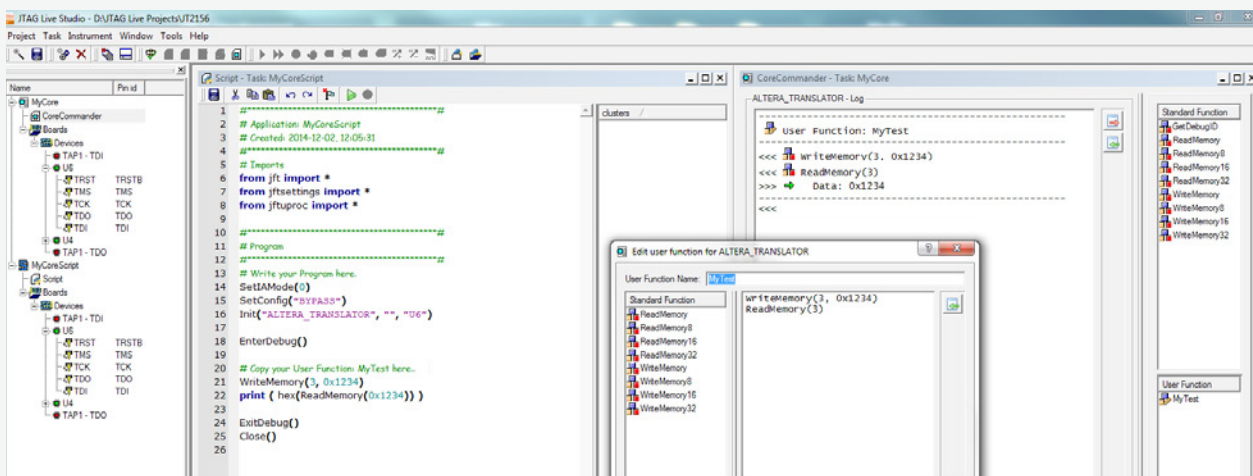 JTAG Live Studio - D:\JTAG Live Projects\JT2156
Project Task Instrument Window Tools Help
Name Pin id
MyCore
CoreCommander
Boards
Devices
TAP1 - TDI
U6
TRST TRSTB
TMS TMS
TCK TCK
TDO TDO
TDI TDI
U4
TAP1 - TDO
MyCoreScript
Script
Boards
Devices
TAP1 - TDI
U6
TRST TRSTB
TMS TMS
TCK TCK
TDO TDO
TDI TDI
U4
TAP1 - TDO
Script - Task: MyCoreScript
1 #****************************************#
2 # Application: MyCoreScript
3 # Created: 2014-12-02, 12:05:31
4 #****************************************#
5 # Imports
6 from jft import *
7 from jftsettings import *
8 from jftuproc import *
9
10 #****************************************#
11 # Program
12 #****************************************#
13 # Write your Program here.
14 SetIAMode(0)
15 SetConfig("BYPASS")
16 Init("ALTERA_TRANSLATOR", "", "U6")
17
18 EnterDebug()
19
20 # Copy your User Function: MyTest here..
21 WriteMemory(3, 0x1234)
22 print ( hex(ReadMemory(0x1234)) )
23
24 ExitDebug()
25 Close()
26
clusters /
CoreCommander - Task: MyCore
ALTERA_TRANSLATOR - Log
User Function: MyTest
<<< WriteMemory(3, 0x1234)
<<< ReadMemory(3)
>>> Data: 0x1234
<<<
Standard Function
GetDebugID
ReadMemory
ReadMemory8
ReadMemory16
ReadMemory32
WriteMemory
WriteMemory8
WriteMemory16
WriteMemory32
User Function
MyTest
Edit user function for ALTERA_TRANSLATOR
User Function Name: MyTest
Standard Function
ReadMemory
ReadMemory8
ReadMemory16
ReadMemory32
WriteMemory
WriteMemory8
WriteMemory16
WriteMemory32
WriteMemory(3, 0x1234)
ReadMemory(3)